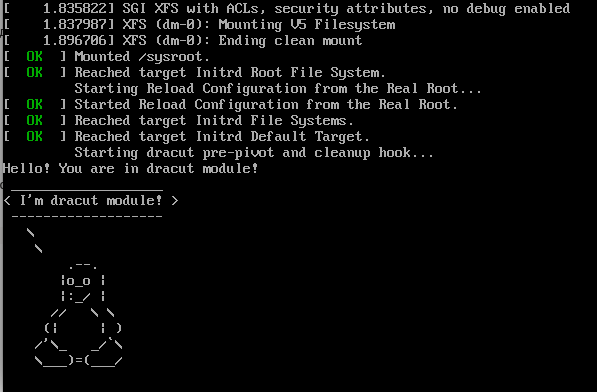 [    1.835822] SGI XFS with ACLs, security attributes, no debug enabled
[    1.837987] XFS (dm-0): Mounting V5 Filesystem
[    1.896706] XFS (dm-0): Ending clean mount
[  OK  ] Mounted /sysroot.
[  OK  ] Reached target Initrd Root File System.
         Starting Reload Configuration from the Real Root...
[  OK  ] Started Reload Configuration from the Real Root.
[  OK  ] Reached target Initrd File Systems.
[  OK  ] Reached target Initrd Default Target.
         Starting dracut pre-pivot and cleanup hook...
Hello! You are in dracut module!
 ___________________
< I'm dracut module! >
 -------------------
   \
    \
        .--.
       |o_o |
       |:_/ |
      //   \ \
     (|     | )
    /'\_   _/`\
    \___)=(___/